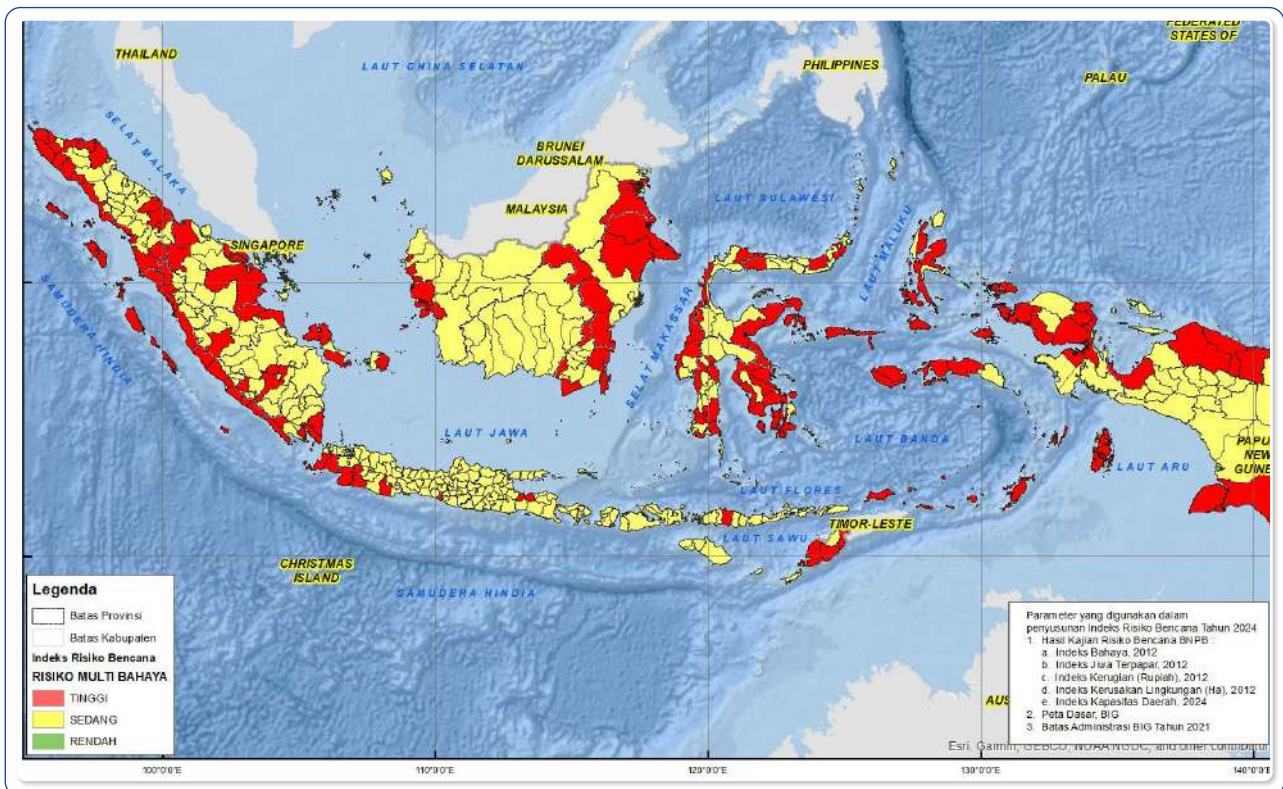 FEDERATED
STATES OF
THAILAND
LAUT CHINA SELATAN
PHILIPPINES
PALAU
SELAT MALAKA
BRUNEI
DARUSSALAM
LAUT SULAWESI
MALAYSIA
SINGAPORE
LAUT MALUKU
SAMUDERA HINDIA
SELAT MAKASSAR
LAUT JAWA
LAUT BANDA
PAPU
NEW
GUINE
LAUT ARU
LAUT FLORES
TIMOR-LESTE
LAUT SAWU
CHRISTMAS
ISLAND
SAMUDERA HINDIA
Legenda
Batas Provinsi
Batas Kabupaten
Indeks Risiko Bencana
RISIKO MULTI BAHAYA
TINGGI
SEDANG
RENDAH
Parameter yang digunakan dalam
penyusunan Indeks Risiko Bencana Tahun 2024
1. Hasil Kajian Risiko Bencana BNPB :
a. Indeks Bahaya, 2012
b. Indeks Jiwa Terpapar, 2012
c. Indeks Kerugian (Rupiah), 2012
d. Indeks Kerusakan Lingkungan (Ha), 2012
e. Indeks Kapasitas Daerah, 2024
2. Peta Dasar, BIG
3. Batas Administrasi BIG Tahun 2021
AUS
Esri, Garmin, GEBCO, NOAA NGDC, and other contributor
100°0'0"E
110°0'0"E
120°0'0"E
130°0'0"E
140°0'0"E